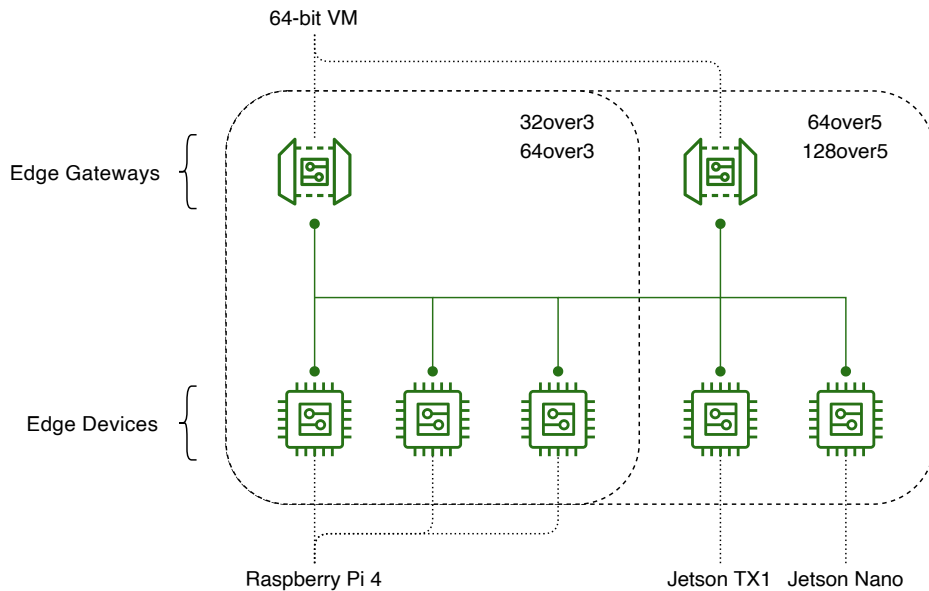 64-bit VM
32over3
64over3
64over5
128over5
Edge Gateways
Edge Devices
Raspberry Pi 4
Jetson TX1
Jetson Nano